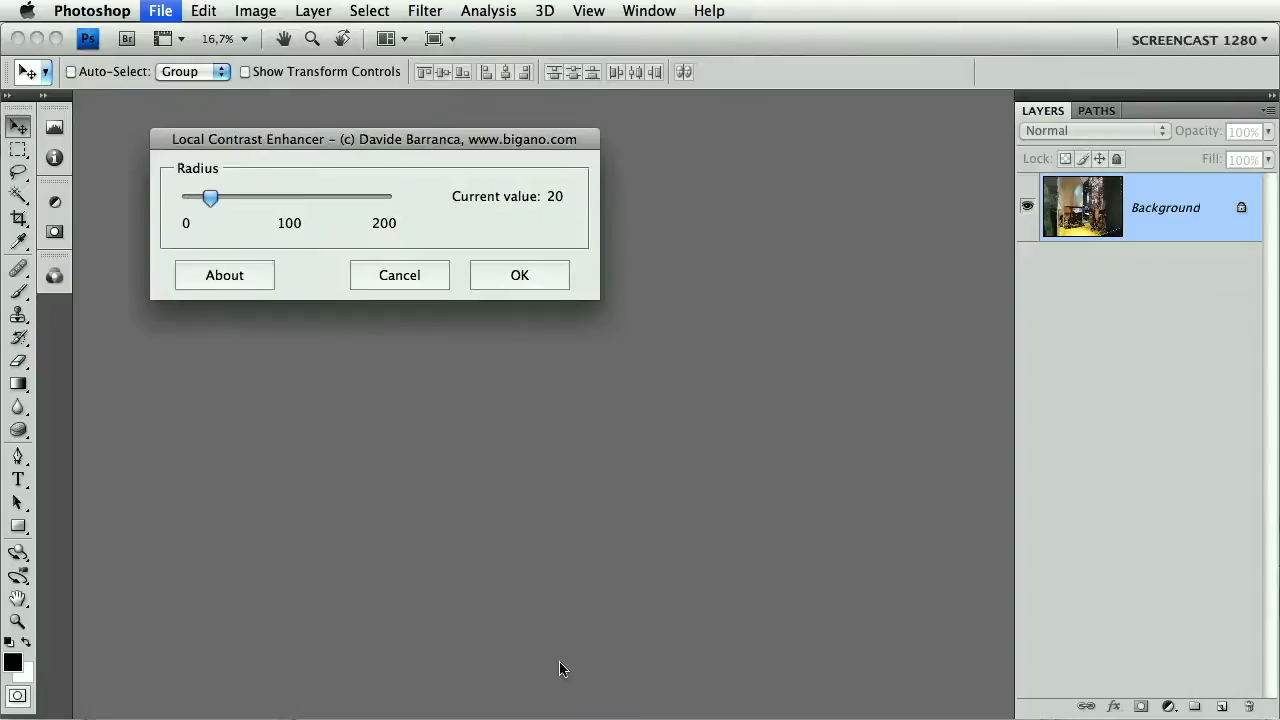 Photoshop File Edit Image Layer Select Filter Analysis 3D View Window Help
Ps Br 16,7% SCREENCAST 1280
Auto-Select: Group Show Transform Controls
LAYERS PATHS
Normal Opacity: 100%
Lock: Fill: 100%
Background
Local Contrast Enhancer - (c) Davide Barranca, www.bigano.com
Radius
Current value: 20
0 100 200
About Cancel OK
T
fx